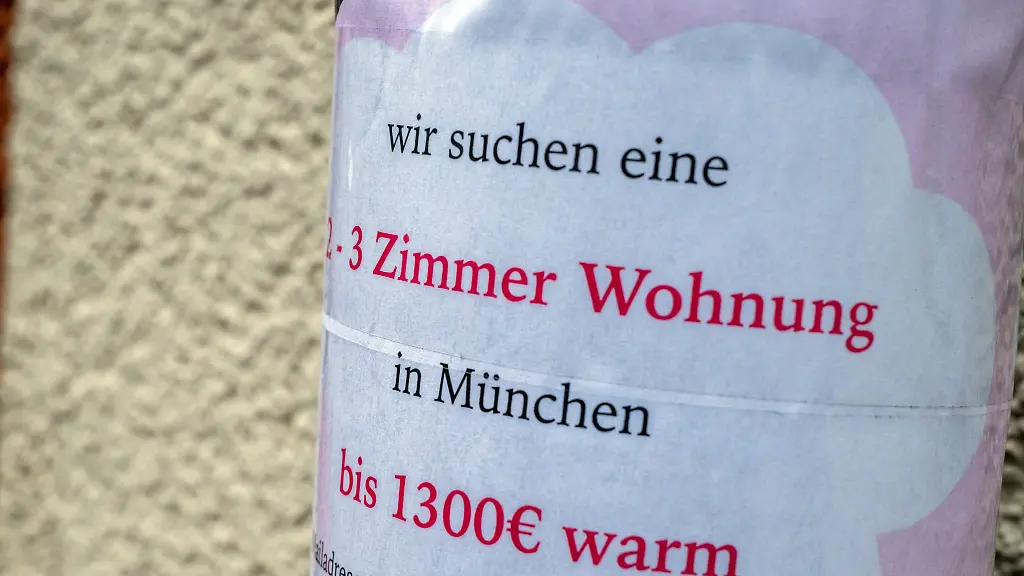 wir suchen eine
2 - 3 Zimmer Wohnung
in München
bis 1300€ warm